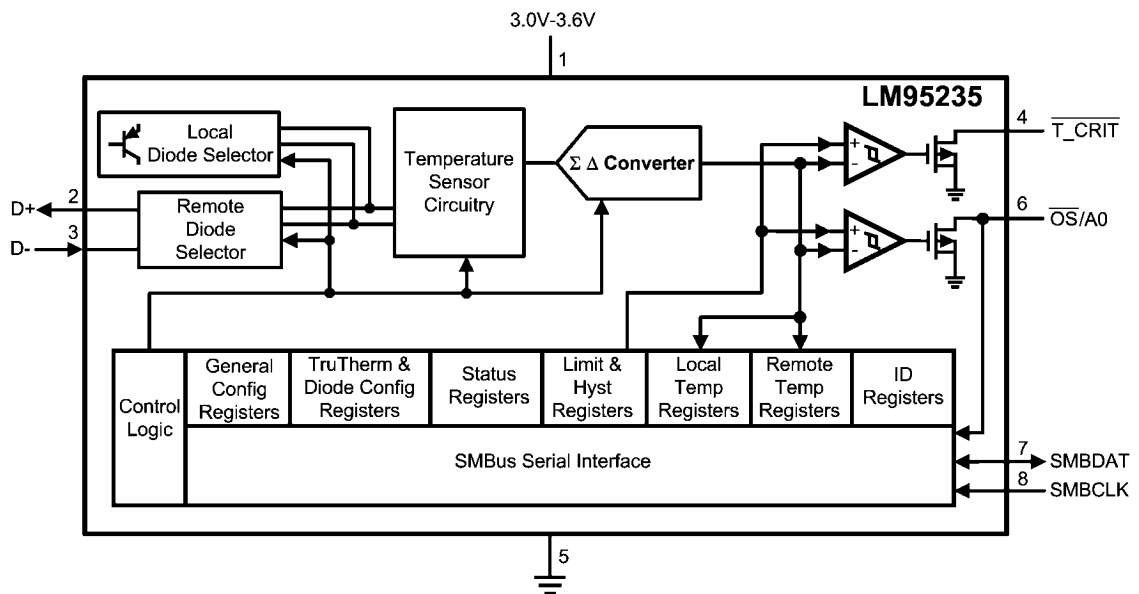 3.0V-3.6V
1
LM95235
Local
Diode Selector
Temperature
Sensor
Circuitry
Σ Δ Converter
+
-
4
T_CRIT
D+
2
D-
3
Remote
Diode
Selector
+
-
6
OS/A0
Control
Logic
General
Config
Registers
TruTherm &
Diode Config
Registers
Status
Registers
Limit &
Hyst
Registers
Local
Temp
Registers
Remote
Temp
Registers
ID
Registers
SMBus Serial Interface
7
SMBDAT
8
SMBCLK
5